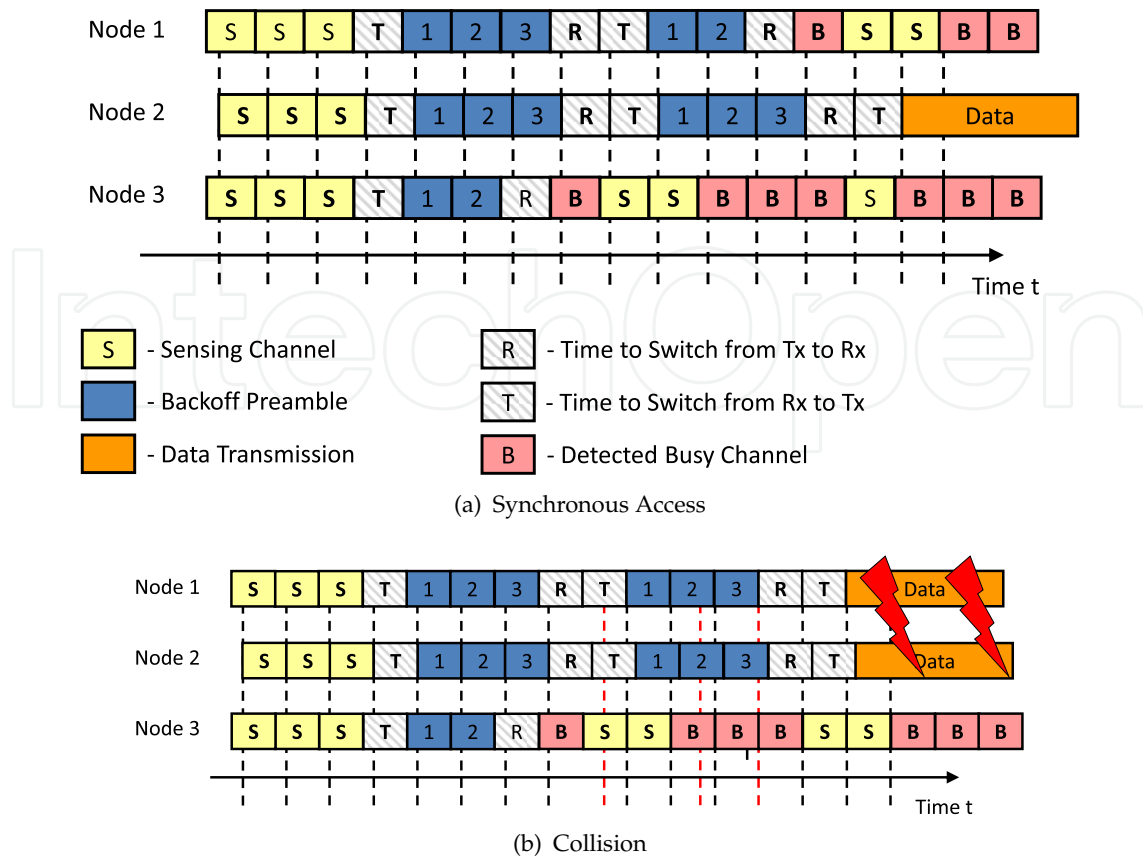 Node 1 S S S T 1 2 3 R T 1 2 R B S S B B
Node 2 S S S T 1 2 3 R T 1 2 3 R T Data
Node 3 S S S T 1 2 R B S S B B B S B B B
Time t
S - Sensing Channel R - Time to Switch from Tx to Rx
- Backoff Preamble T - Time to Switch from Rx to Tx
- Data Transmission B - Detected Busy Channel
IntechOpen
(a) Synchronous Access
Node 1 S S S T 1 2 3 R T 1 2 3 R T Data
Node 2 S S S T 1 2 3 R T 1 2 3 R T Data
Node 3 S S S T 1 2 R B S S B B B S S B B B
Time t
(b) Collision